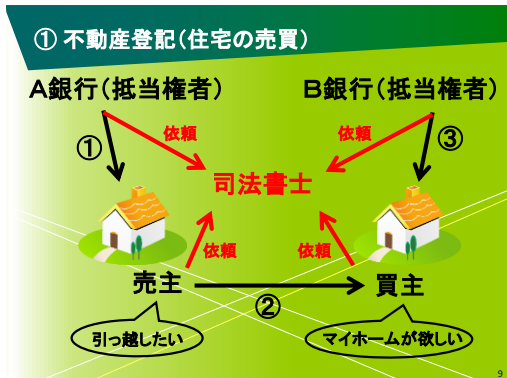 ① 不動産登記(住宅の売買)
A銀行(抵当権者)
B銀行(抵当権者)
①
依頼
依頼
③
司法書士
依頼
依頼
売主
②
買主
引っ越したい
マイホームが欲しい
9